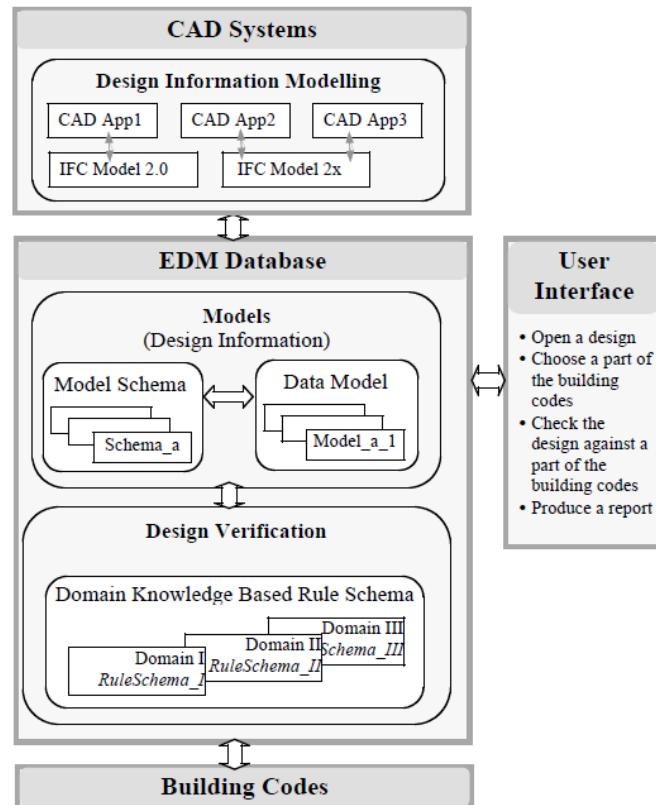 CAD Systems
Design Information Modelling
CAD App1
CAD App2
CAD App3
IFC Model 2.0
IFC Model 2x
EDM Database
Models
(Design Information)
Model Schema
Data Model
Schema_a
Model_a_1
Design Verification
Domain Knowledge Based Rule Schema
Domain III
Schema_III
Domain II
RuleSchema_II
Domain I
RuleSchema_I
Building Codes
User
Interface
• Open a design
• Choose a part of
the building
codes
• Check the
design against a
part of the
building codes
• Produce a report